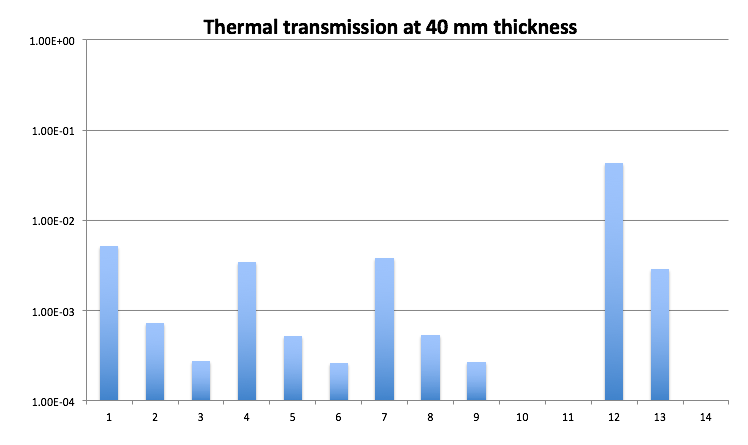 Thermal transmission at 40 mm thickness
1.00E+00
1.00E-01
1.00E-02
1.00E-03
1.00E-04
1 2 3 4 5 6 7 8 9 10 11 12 13 14